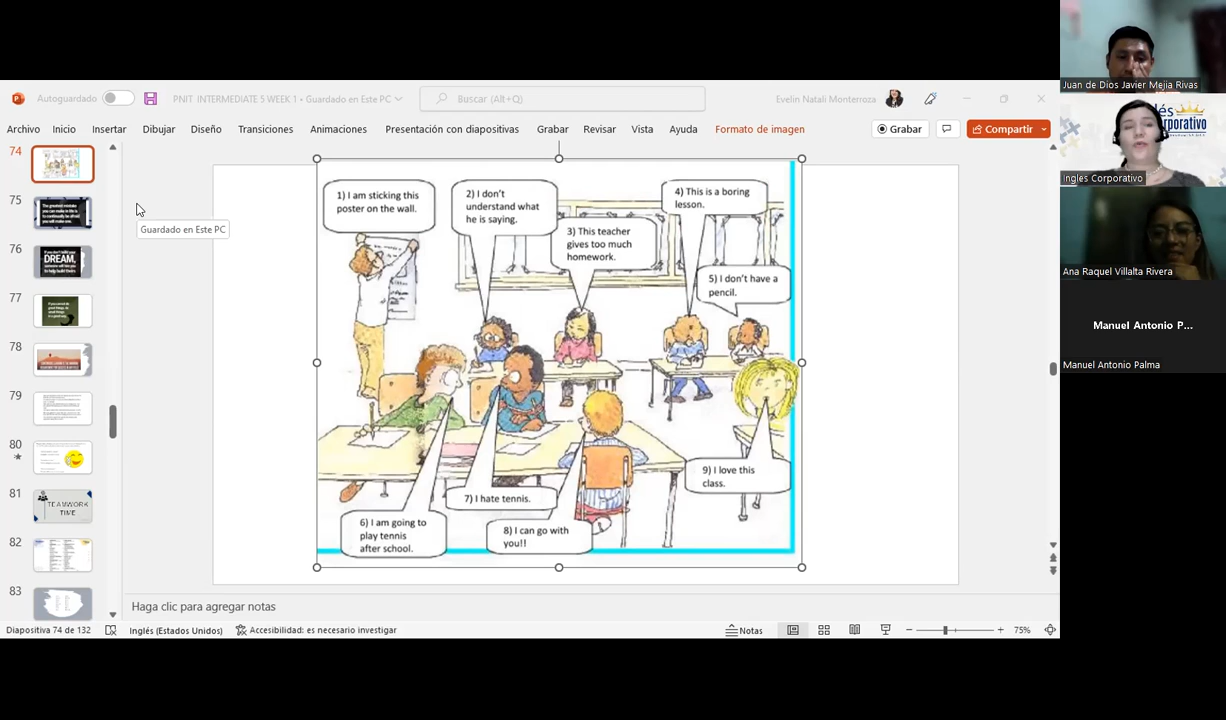 Autoguardado
PNIT INTERMEDIATE 5 WEEK 1 • Guardado en Este PC
Buscar (Alt+Q)
Evelin Natali Monterroza
Archivo Inicio Insertar Dibujar Diseño Transiciones Animaciones Presentación con diapositivas Grabar Revisar Vista Ayuda Formato de imagen
Grabar
Compartir
74
75
76
DREAM,
77
78
79
80
81
TEAMWORK
TIME
82
83
Guardado en Este PC
1) I am sticking this
poster on the wall.
2) I don't
understand what
he is saying.
3) This teacher
gives too much
homework.
4) This is a boring
lesson.
5) I don't have a
pencil.
6) I am going to
play tennis
after school.
7) I hate tennis.
8) I can go with
you!!
9) I love this
class.
Haga clic para agregar notas
Diapositiva 74 de 132
Inglés (Estados Unidos)
Accesibilidad: es necesario investigar
Notas
75%
Juan de Dios Javier Mejia Rivas
Ingles Corporativo
Ana Raquel Villalta Rivera
Manuel Antonio P...
Manuel Antonio Palma